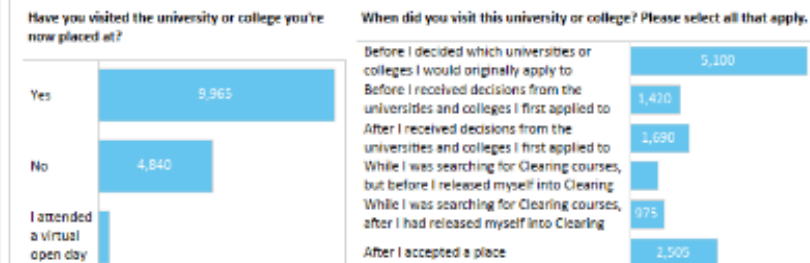 Have you visited the university or college you're
now placed at?
Yes
9,965
No
4,840
I attended
a virtual
open day
When did you visit this university or college? Please select all that apply.
Before I decided which universities or
colleges I would originally apply to
5,100
Before I received decisions from the
universities and colleges I first applied to
1,420
After I received decisions from the
universities and colleges I first applied to
1,690
While I was searching for Clearing courses,
but before I released myself into Clearing
While I was searching for Clearing courses,
after I had released myself into Clearing
975
After I accepted a place
2,505